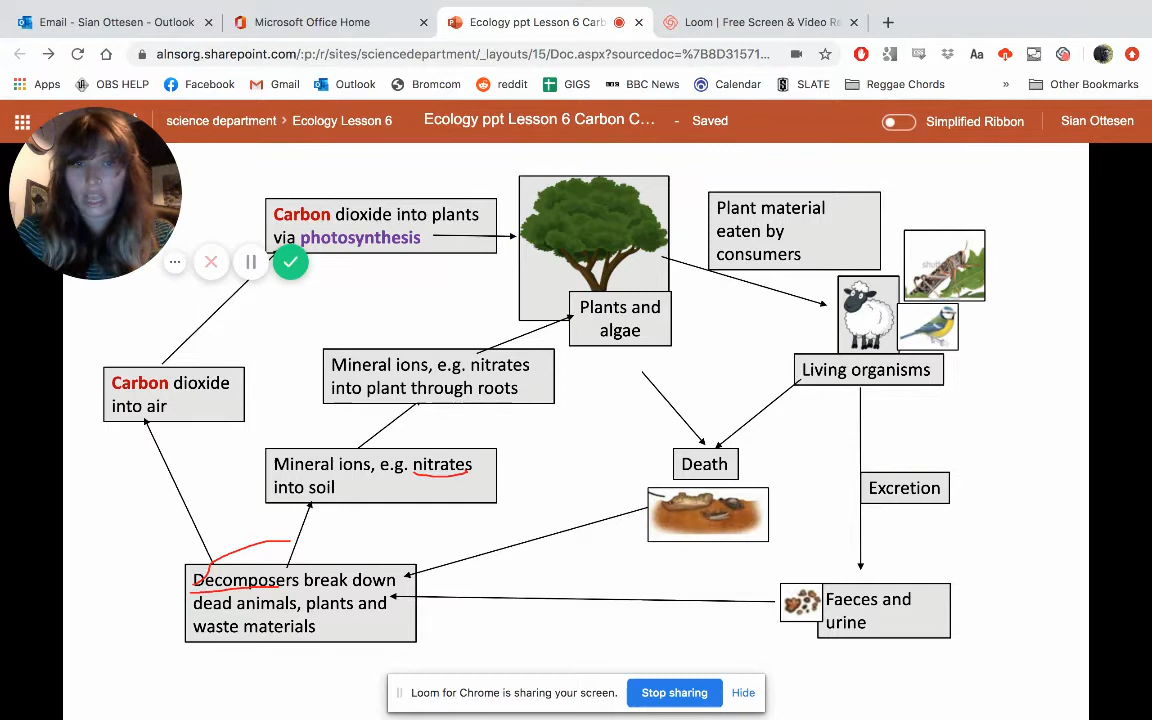 Email - Sian Ottesen - Outlook
Microsoft Office Home
Ecology ppt Lesson 6 Carb
Loom | Free Screen & Video Re
alnsorg.sharepoint.com/:p:/r/sites/sciencedepartment/_layouts/15/Doc.aspx?sourcedoc=%7B8D31571...
Apps
OBS HELP
Facebook
Gmail
Outlook
Bromcom
reddit
GIGS
BBC News
Calendar
SLATE
Reggae Chords
»
Other Bookmarks
science department > Ecology Lesson 6
Ecology ppt Lesson 6 Carbon C... - Saved
Simplified Ribbon
Sian Ottesen
Carbon dioxide into plants
via photosynthesis
Plant material
eaten by
consumers
Plants and
algae
Mineral ions, e.g. nitrates
into plant through roots
Living organisms
Carbon dioxide
into air
Mineral ions, e.g. nitrates
into soil
Death
Excretion
Decomposers break down
dead animals, plants and
waste materials
Faeces and
urine
Loom for Chrome is sharing your screen.
Stop sharing
Hide